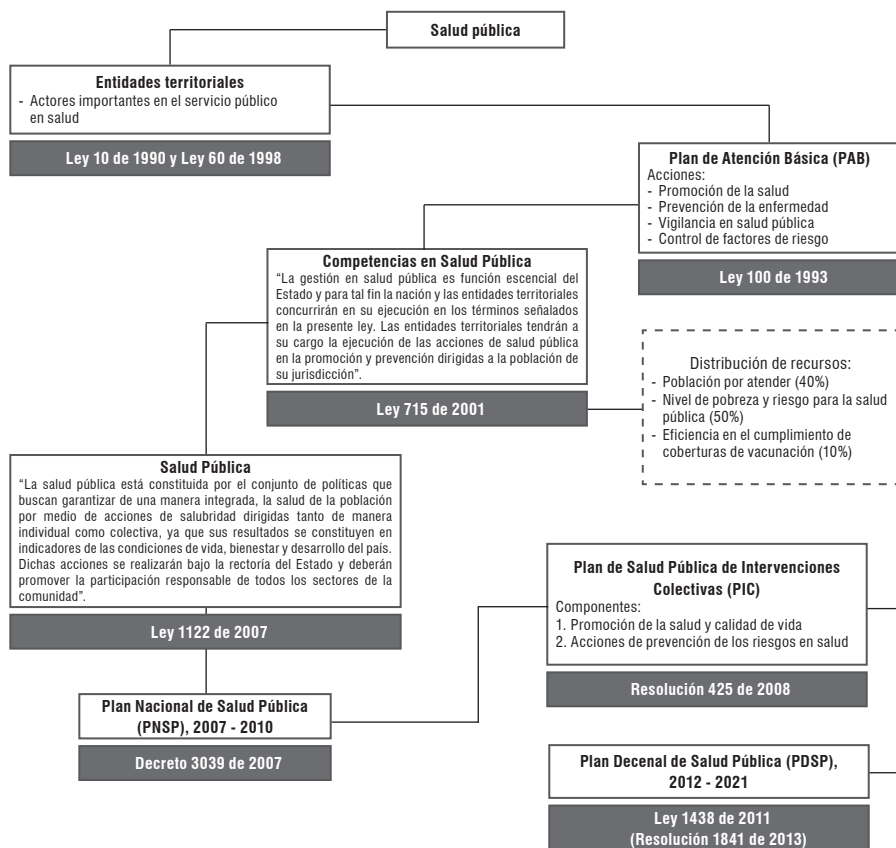 Salud pública
Entidades territoriales
- Actores importantes en el servicio público
en salud
Ley 10 de 1990 y Ley 60 de 1998
Plan de Atención Básica (PAB)
Acciones:
- Promoción de la salud
- Prevención de la enfermedad
- Vigilancia en salud pública
- Control de factores de riesgo
Ley 100 de 1993
Competencias en Salud Pública
“La gestión en salud pública es función escencial del
Estado y para tal fin la nación y las entidades territoriales
concurrirán en su ejecución en los términos señalados
en la presente ley. Las entidades territoriales tendrán a
su cargo la ejecución de las acciones de salud pública
en la promoción y prevención dirigidas a la población de
su jurisdicción”.
Ley 715 de 2001
Distribución de recursos:
- Población por atender (40%)
- Nivel de pobreza y riesgo para la salud
pública (50%)
- Eficiencia en el cumplimiento de
coberturas de vacunación (10%)
Salud Pública
“La salud pública está constituida por el conjunto de políticas que
buscan garantizar de una manera integrada, la salud de la población
por medio de acciones de salubridad dirigidas tanto de manera
individual como colectiva, ya que sus resultados se constituyen en
indicadores de las condiciones de vida, bienestar y desarrollo del país.
Dichas acciones se realizarán bajo la rectoría del Estado y deberán
promover la participación responsable de todos los sectores de la
comunidad”.
Ley 1122 de 2007
Plan Nacional de Salud Pública
(PNSP), 2007 - 2010
Decreto 3039 de 2007
Plan de Salud Pública de Intervenciones
Colectivas (PIC)
Componentes:
1. Promoción de la salud y calidad de vida
2. Acciones de prevención de los riesgos en salud
Resolución 425 de 2008
Plan Decenal de Salud Pública (PDSP),
2012 - 2021
Ley 1438 de 2011
(Resolución 1841 de 2013)